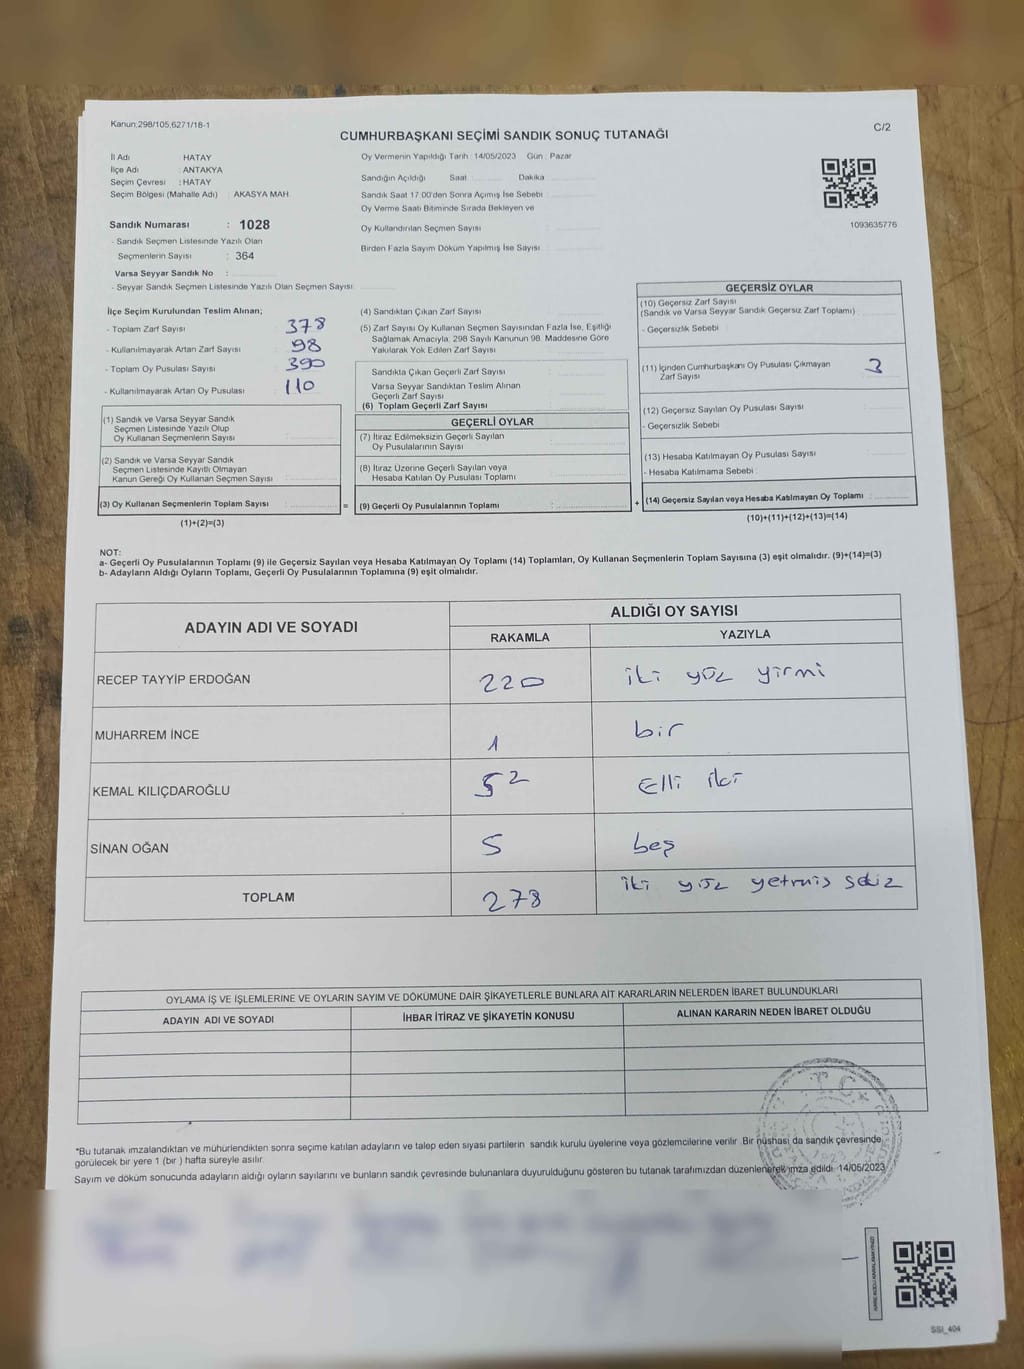 Kanun,298/105,6271/18-1
CUMHURBAŞKANI SEÇİMİ SANDIK SONUÇ TUTANAĞI
C/2
İl Adı HATAY
İlçe Adı : ANTAKYA
Seçim Çevresi : HATAY
Seçim Bölgesi (Mahalle Adı) : AKASYA MAH.
Oy Vermenin Yapıldığı Tarih : 14/05/2023 Gün : Pazar
Sandığın Açıldığı Saat Dakika
Sandık Saat 17.00'den Sonra Açımış İse Sebebi :
Oy Verme Saati Bitiminde Sırada Bekleyen ve
Oy Kullandırılan Seçmen Sayısı
Birden Fazla Sayım Döküm Yapılmış İse Sayısı
1093635776
Sandık Numarası : 1028
- Sandık Seçmen Listesinde Yazılı Olan
Seçmenlerin Sayısı : 364
Varsa Seyyar Sandık No :
- Seyyar Sandık Seçmen Listesinde Yazılı Olan Seçmen Sayısı
İlçe Seçim Kurulundan Teslim Alınan;
- Toplam Zarf Sayısı 378
- Kullanılmayarak Artan Zarf Sayısı 98
- Toplam Oy Pusulası Sayısı 390
- Kullanılmayarak Artan Oy Pusulası : 110
(1) Sandık ve Varsa Seyyar Sandık
Seçmen Listesinde Yazılı Olup
Oy Kullanan Seçmenlerin Sayısı
(2) Sandık ve Varsa Seyyar Sandık
Seçmen Listesinde Kayıtlı Olmayan
Kanun Gereği Oy Kullanan Seçmen Sayısı
(3) Oy Kullanan Seçmenlerin Toplam Sayısı :
(1)+(2)=(3)
(4) Sandıktan Çıkan Zarf Sayısı
(5) Zarf Sayısı Oy Kullanan Seçmen Sayısından Fazla İse, Eşitliği
Sağlamak Amacıyla, 298 Sayılı Kanunun 98. Maddesine Göre
Yakılarak Yok Edilen Zarf Sayısı
Sandıkta Çıkan Geçerli Zarf Sayısı
Varsa Seyyar Sandıktan Teslim Alınan
Geçerli Zarf Sayısı
(6) Toplam Geçerli Zarf Sayısı
GEÇERLİ OYLAR
(7) İtiraz Edilmeksizin Geçerli Sayılan
Oy Pusulalarının Sayısı
(8) İtiraz Üzerine Geçerli Sayılan veya
Hesaba Katılan Oy Pusulası Toplamı
= (9) Geçerli Oy Pusulalarının Toplamı :
GEÇERSİZ OYLAR
(10) Geçersiz Zarf Sayısı
(Sandık ve Varsa Seyyar Sandık Geçersiz Zarf Toplamı)
- Geçersizlik Sebebi
(11) İçinden Cumhurbaşkanı Oy Pusulası Çıkmayan
Zarf Sayısı
(12) Geçersiz Sayılan Oy Pusulası Sayısı
- Geçersizlik Sebebi
(13) Hesaba Katılmayan Oy Pusulası Sayısı
- Hesaba Katılmama Sebebi :
+ (14) Geçersiz Sayılan veya Hesaba Katılmayan Oy Toplamı
(10)+(11)+(12)+(13)=(14)
NOT:
a- Geçerli Oy Pusulalarının Toplamı (9) ile Geçersiz Sayılan veya Hesaba Katılmayan Oy Toplamı (14) Toplamları, Oy Kullanan Seçmenlerin Toplam Sayısına (3) eşit olmalıdır. (9)+(14)=(3)
b- Adayların Aldığı Oyların Toplamı, Geçerli Oy Pusulalarının Toplamına (9) eşit olmalıdır.
ADAYIN ADI VE SOYADI
ALDIĞI OY SAYISI
RAKAMLA YAZIYLA
RECEP TAYYİP ERDOĞAN 220 iki yüz yirmi
MUHARREM İNCE 1 bir
KEMAL KILIÇDAROĞLU 52 Elli iki
SİNAN OĞAN 5 beş
TOPLAM 278 iki yüz yetmiş sekiz
OYLAMA İŞ VE İŞLEMLERİNE VE OYLARIN SAYIM VE DÖKÜMÜNE DAİR ŞİKAYETLERLE BUNLARA AİT KARARLARIN NELERDEN İBARET BULUNDUKLARI
ADAYIN ADI VE SOYADI İHBAR İTİRAZ VE ŞİKAYETİN KONUSU ALINAN KARARIN NEDEN İBARET OLDUĞU
T.C.
*Bu tutanak imzalandıktan ve mühürlendikten sonra seçime katılan adayların ve talep eden siyasi partilerin sandık kurulu üyelerine veya gözlemcilerine verilir. Bir nüshası da sandık çevresinde
görülecek bir yere 1 (bir) hafta süreyle asılır.
Sayım ve döküm sonucunda adayların aldığı oyların sayılarını ve bunların sandık çevresinde bulunanlara duyurulduğunu gösteren bu tutanak tarafımızdan düzenlenerek imza edildi. 14/05/2023
SSI_404